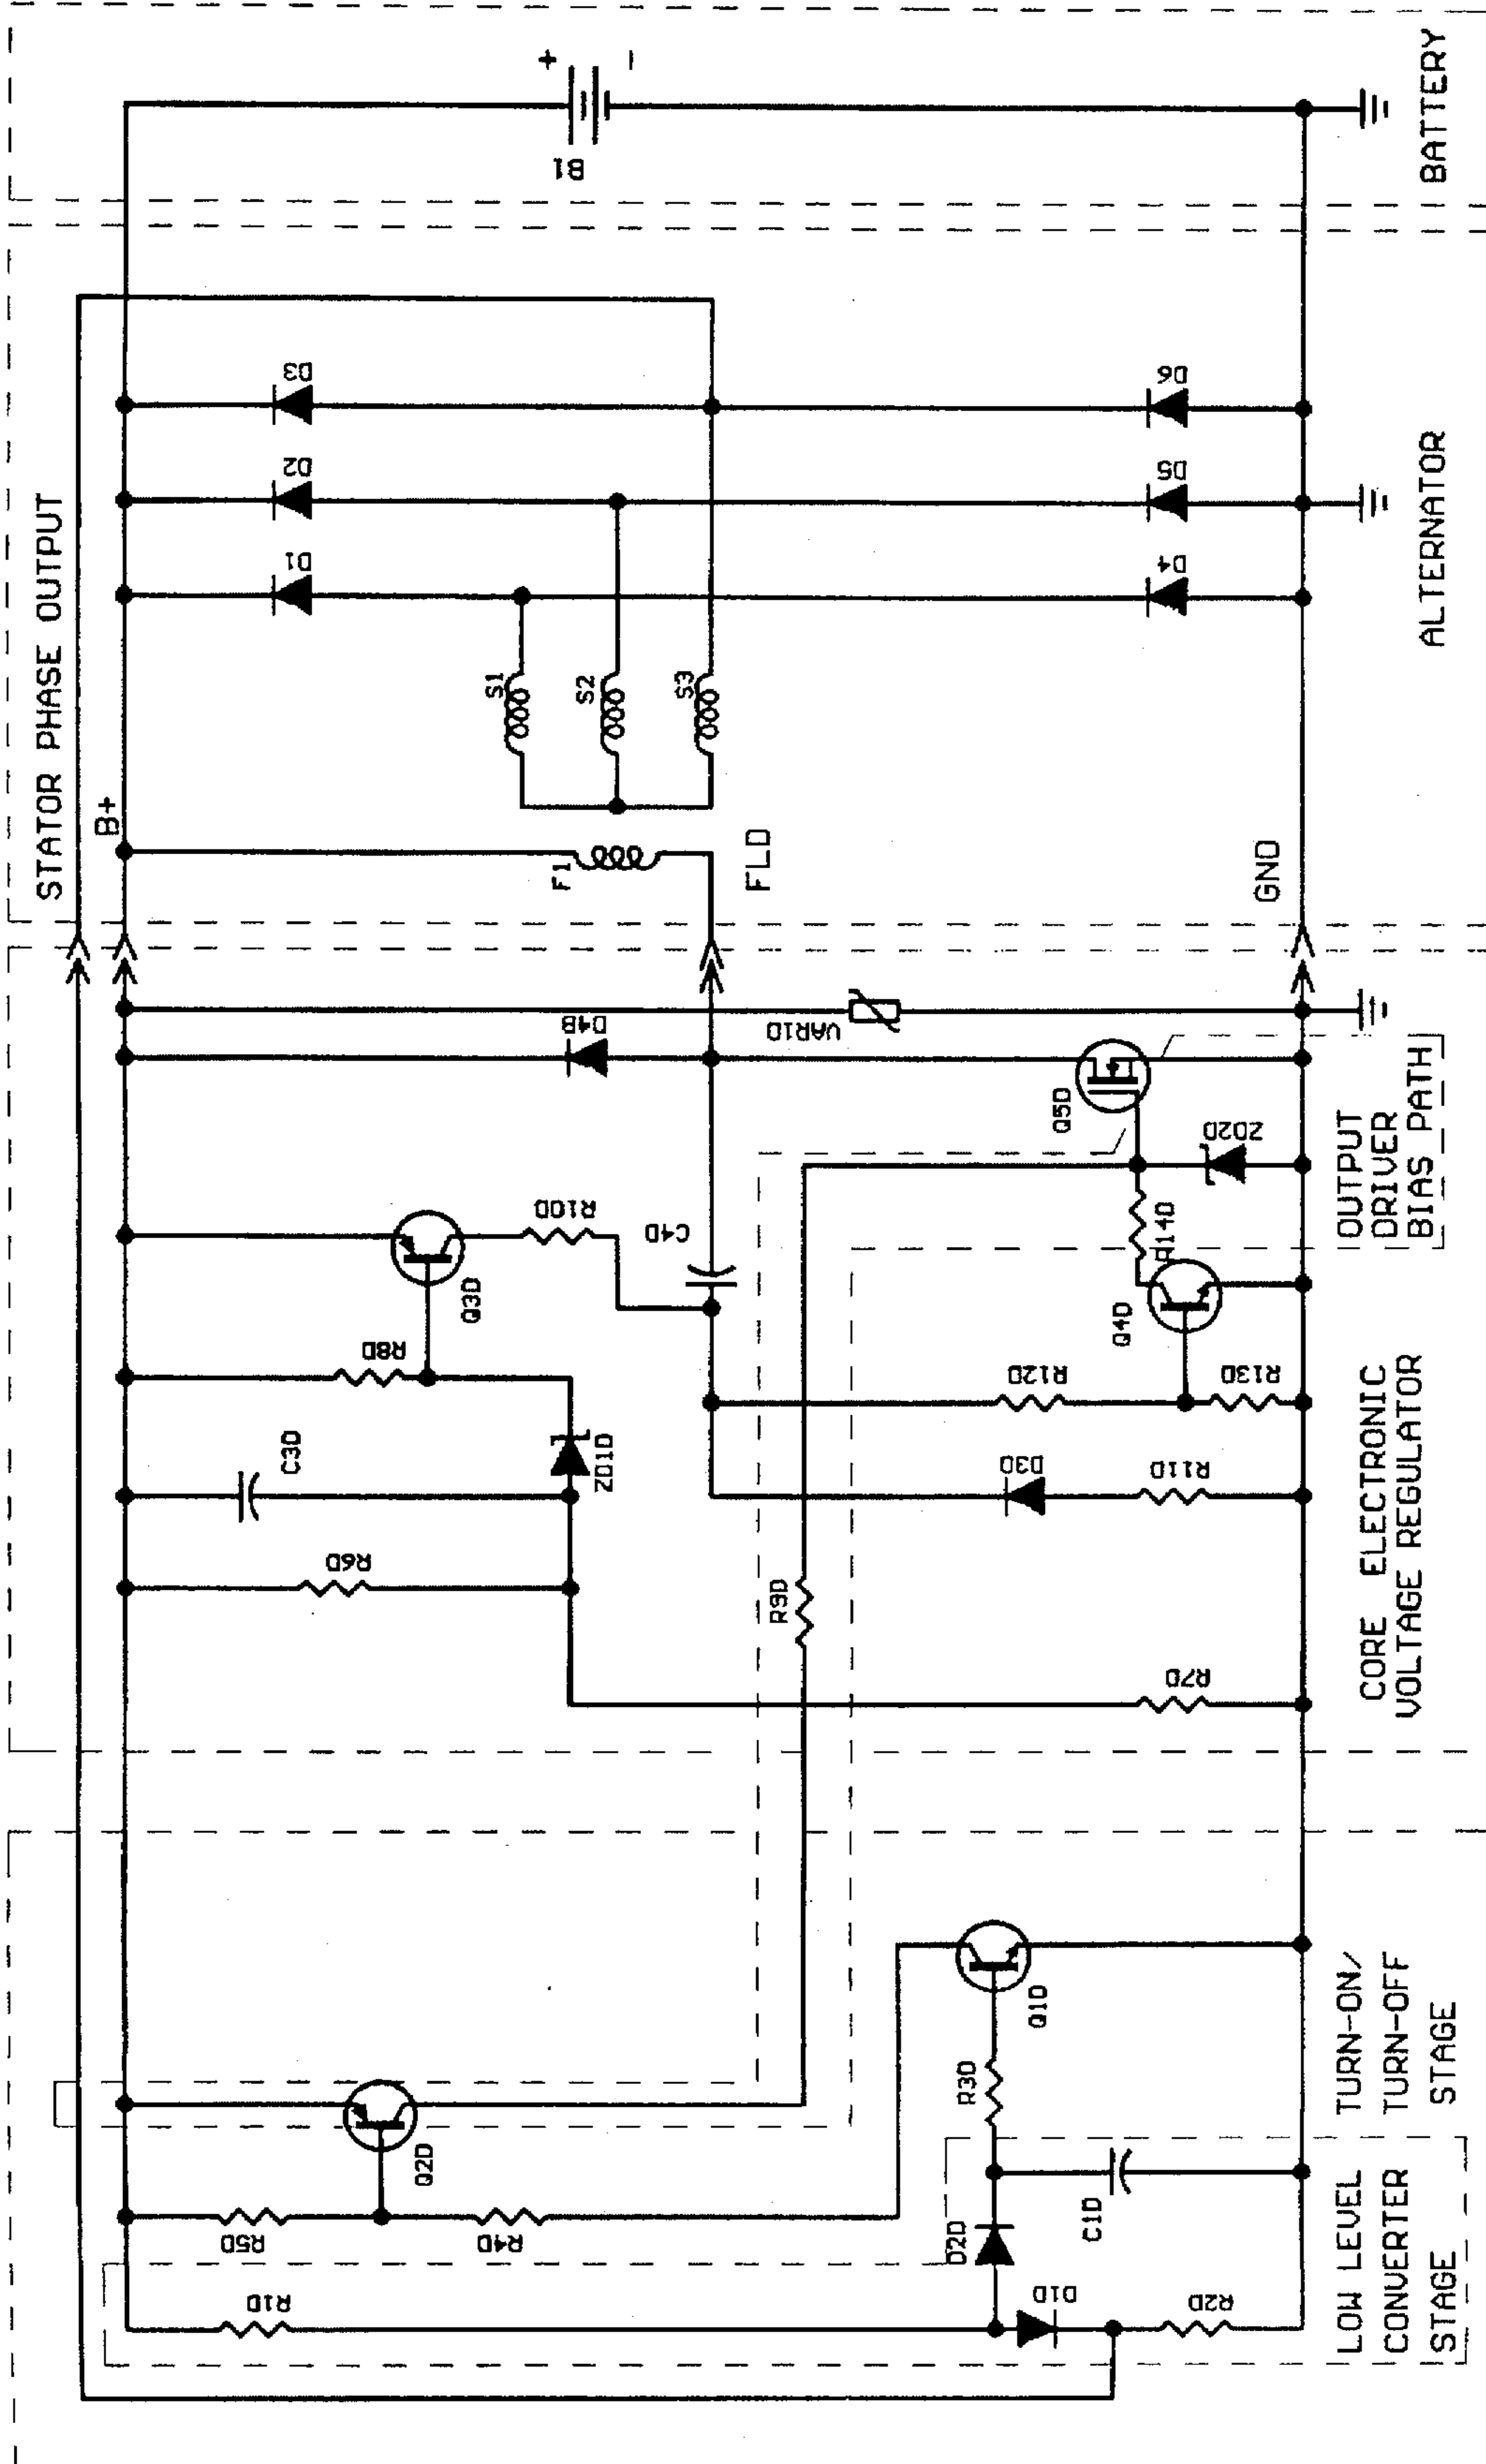 STATOR PHASE OUTPUT
B+
FLD
GND
BATTERY
B1
+
-
ALTERNATOR
D1
D2
D3
D4
D5
D6
S1
S2
S3
F1
CORE ELECTRONIC
VOLTAGE REGULATOR
VAR1D
D4B
Q5D
ZD2D
R14D
Q4D
R10D
C4D
Q3D
R8D
C3D
ZD1D
R6D
R12D
R13D
D3D
R11D
R9D
R7D
OUTPUT
DRIVER
BIAS PATH
TURN-ON/
TURN-OFF
STAGE
Q1D
R3D
Q2D
R5D
R4D
LOW LEVEL
CONVERTER
STAGE
C1D
D2D
D1D
R1D
R2D